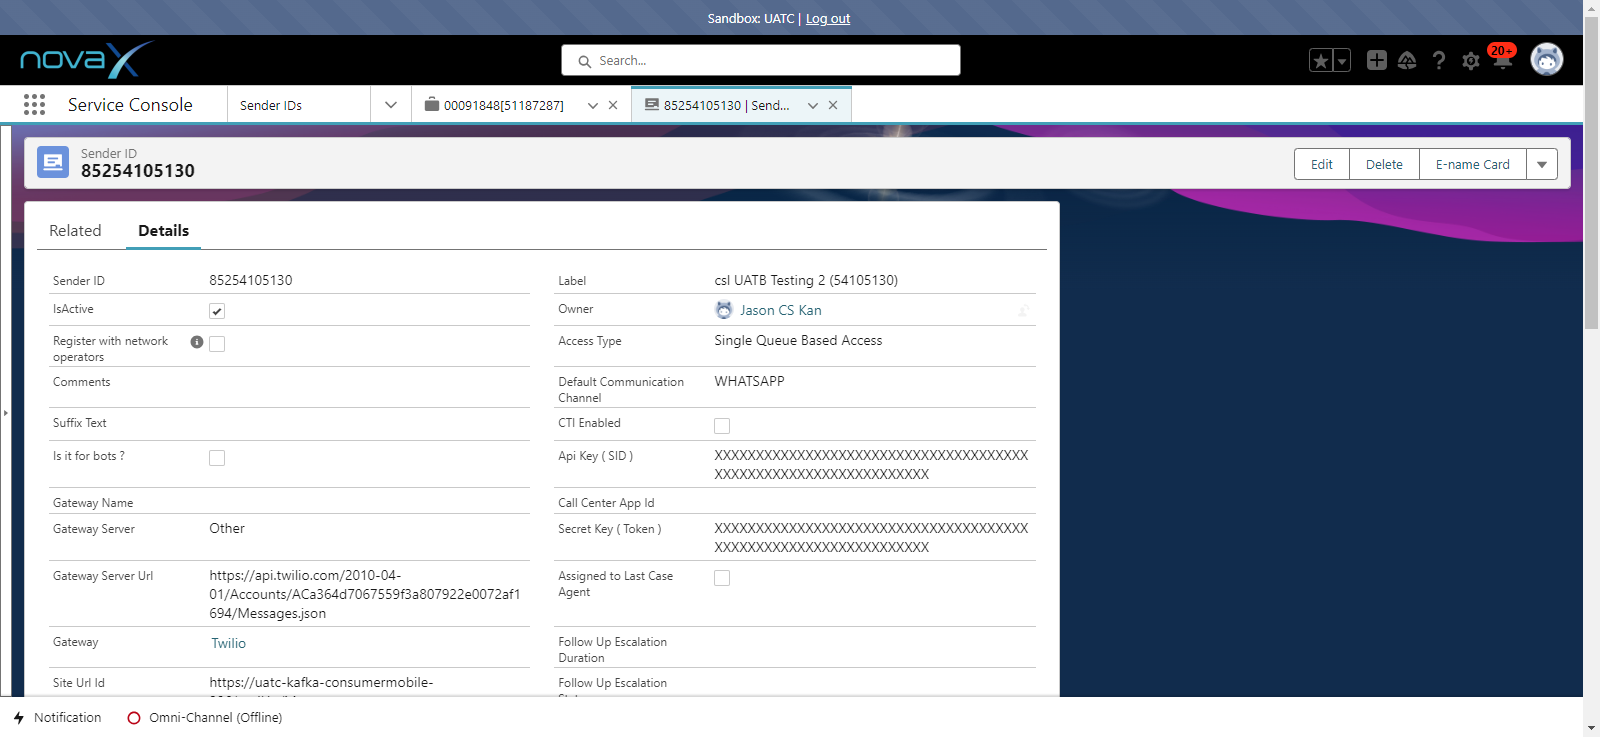 Sandbox: UATC | Log out
novaX
Search...
20+
Service Console
Sender IDs
00091848[51187287]
85254105130 | Send...
Sender ID
85254105130
Edit
Delete
E-name Card
Related
Details
Sender ID
85254105130
Label
csl UATB Testing 2 (54105130)
IsActive
Owner
Jason CS Kan
Register with network
operators
Access Type
Single Queue Based Access
Comments
Default Communication
Channel
WHATSAPP
Suffix Text
CTI Enabled
Is it for bots ?
Api Key ( SID )
XXXXXXXXXXXXXXXXXXXXXXXXXXXXXXXXXXXXXX
XXXXXXXXXXXXXXXXXXXXXXXXXX
Gateway Name
Call Center App Id
Gateway Server
Other
Secret Key ( Token )
XXXXXXXXXXXXXXXXXXXXXXXXXXXXXXXXXXXXXX
XXXXXXXXXXXXXXXXXXXXXXXXXX
Gateway Server Url
https://api.twilio.com/2010-04-
01/Accounts/ACa364d7067559f3a807922e0072af1
694/Messages.json
Assigned to Last Case
Agent
Gateway
Twilio
Follow Up Escalation
Duration
Site Url Id
https://uatc-kafka-consumermobile-
Follow Up Escalation
Notification
Omni-Channel (Offline)